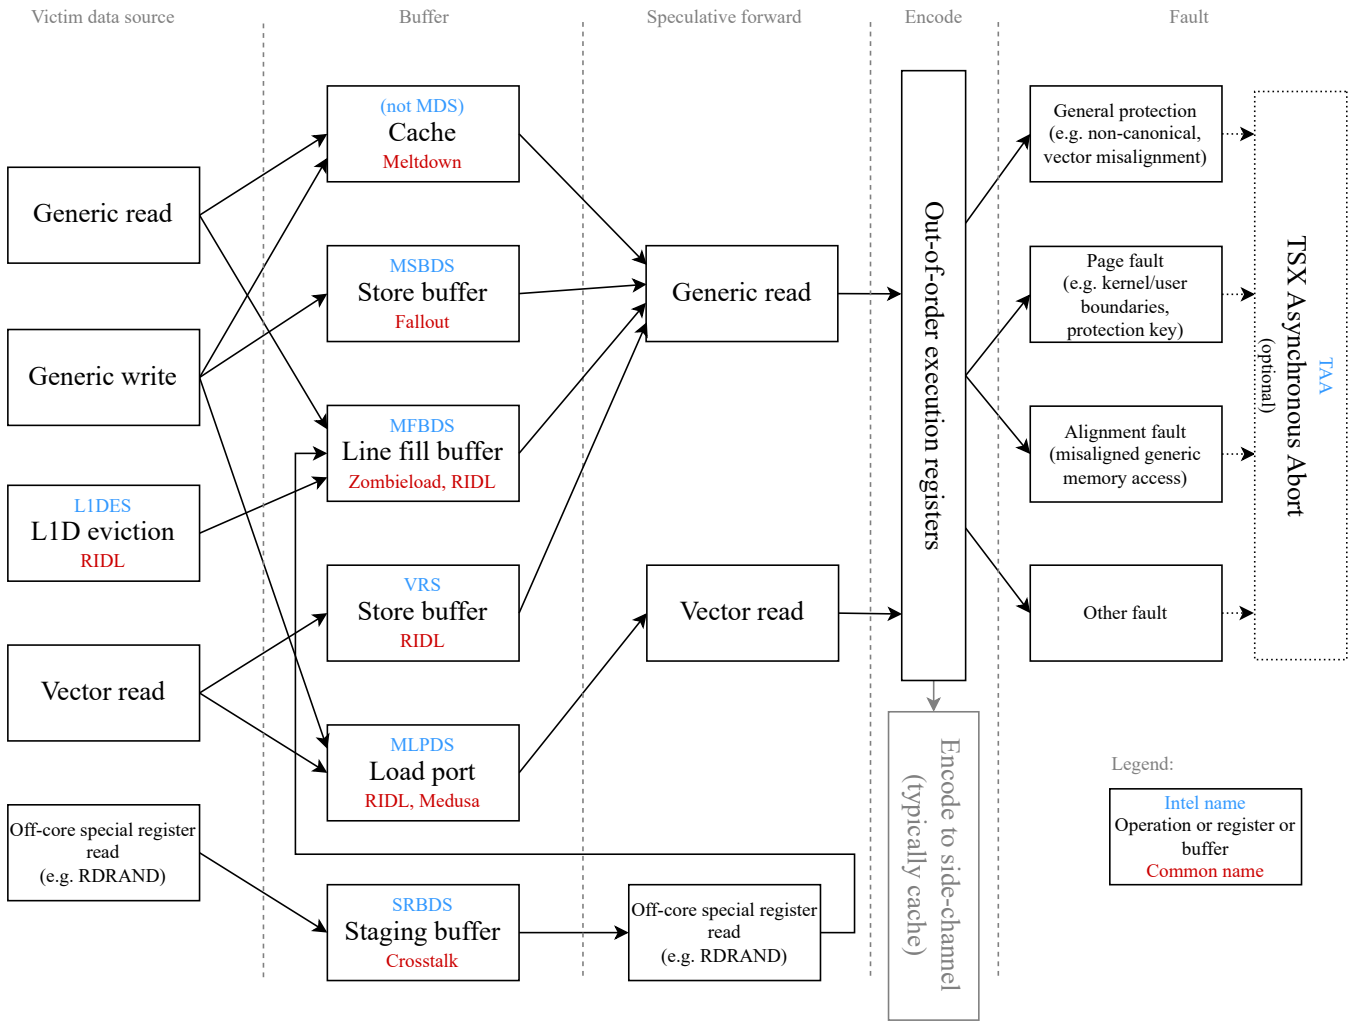 Victim data source
Buffer
Speculative forward
Encode
Fault
Generic read
Generic write
L1DES
L1D eviction
RIDL
Vector read
Off-core special register
read
(e.g. RDRAND)
(not MDS)
Cache
Meltdown
MSBDS
Store buffer
Fallout
MFBDS
Line fill buffer
Zombieload, RIDL
VRS
Store buffer
RIDL
MLPDS
Load port
RIDL, Medusa
SRBDS
Staging buffer
Crosstalk
Generic read
Vector read
Off-core special register
read
(e.g. RDRAND)
Out-of-order execution registers
Encode to side-channel
(typically cache)
General protection
(e.g. non-canonical,
vector misalignment)
Page fault
(e.g. kernel/user
boundaries,
protection key)
Alignment fault
(misaligned generic
memory access)
Other fault
TAA
TSX Asynchronous Abort
(optional)
Legend:
Intel name
Operation or register or
buffer
Common name